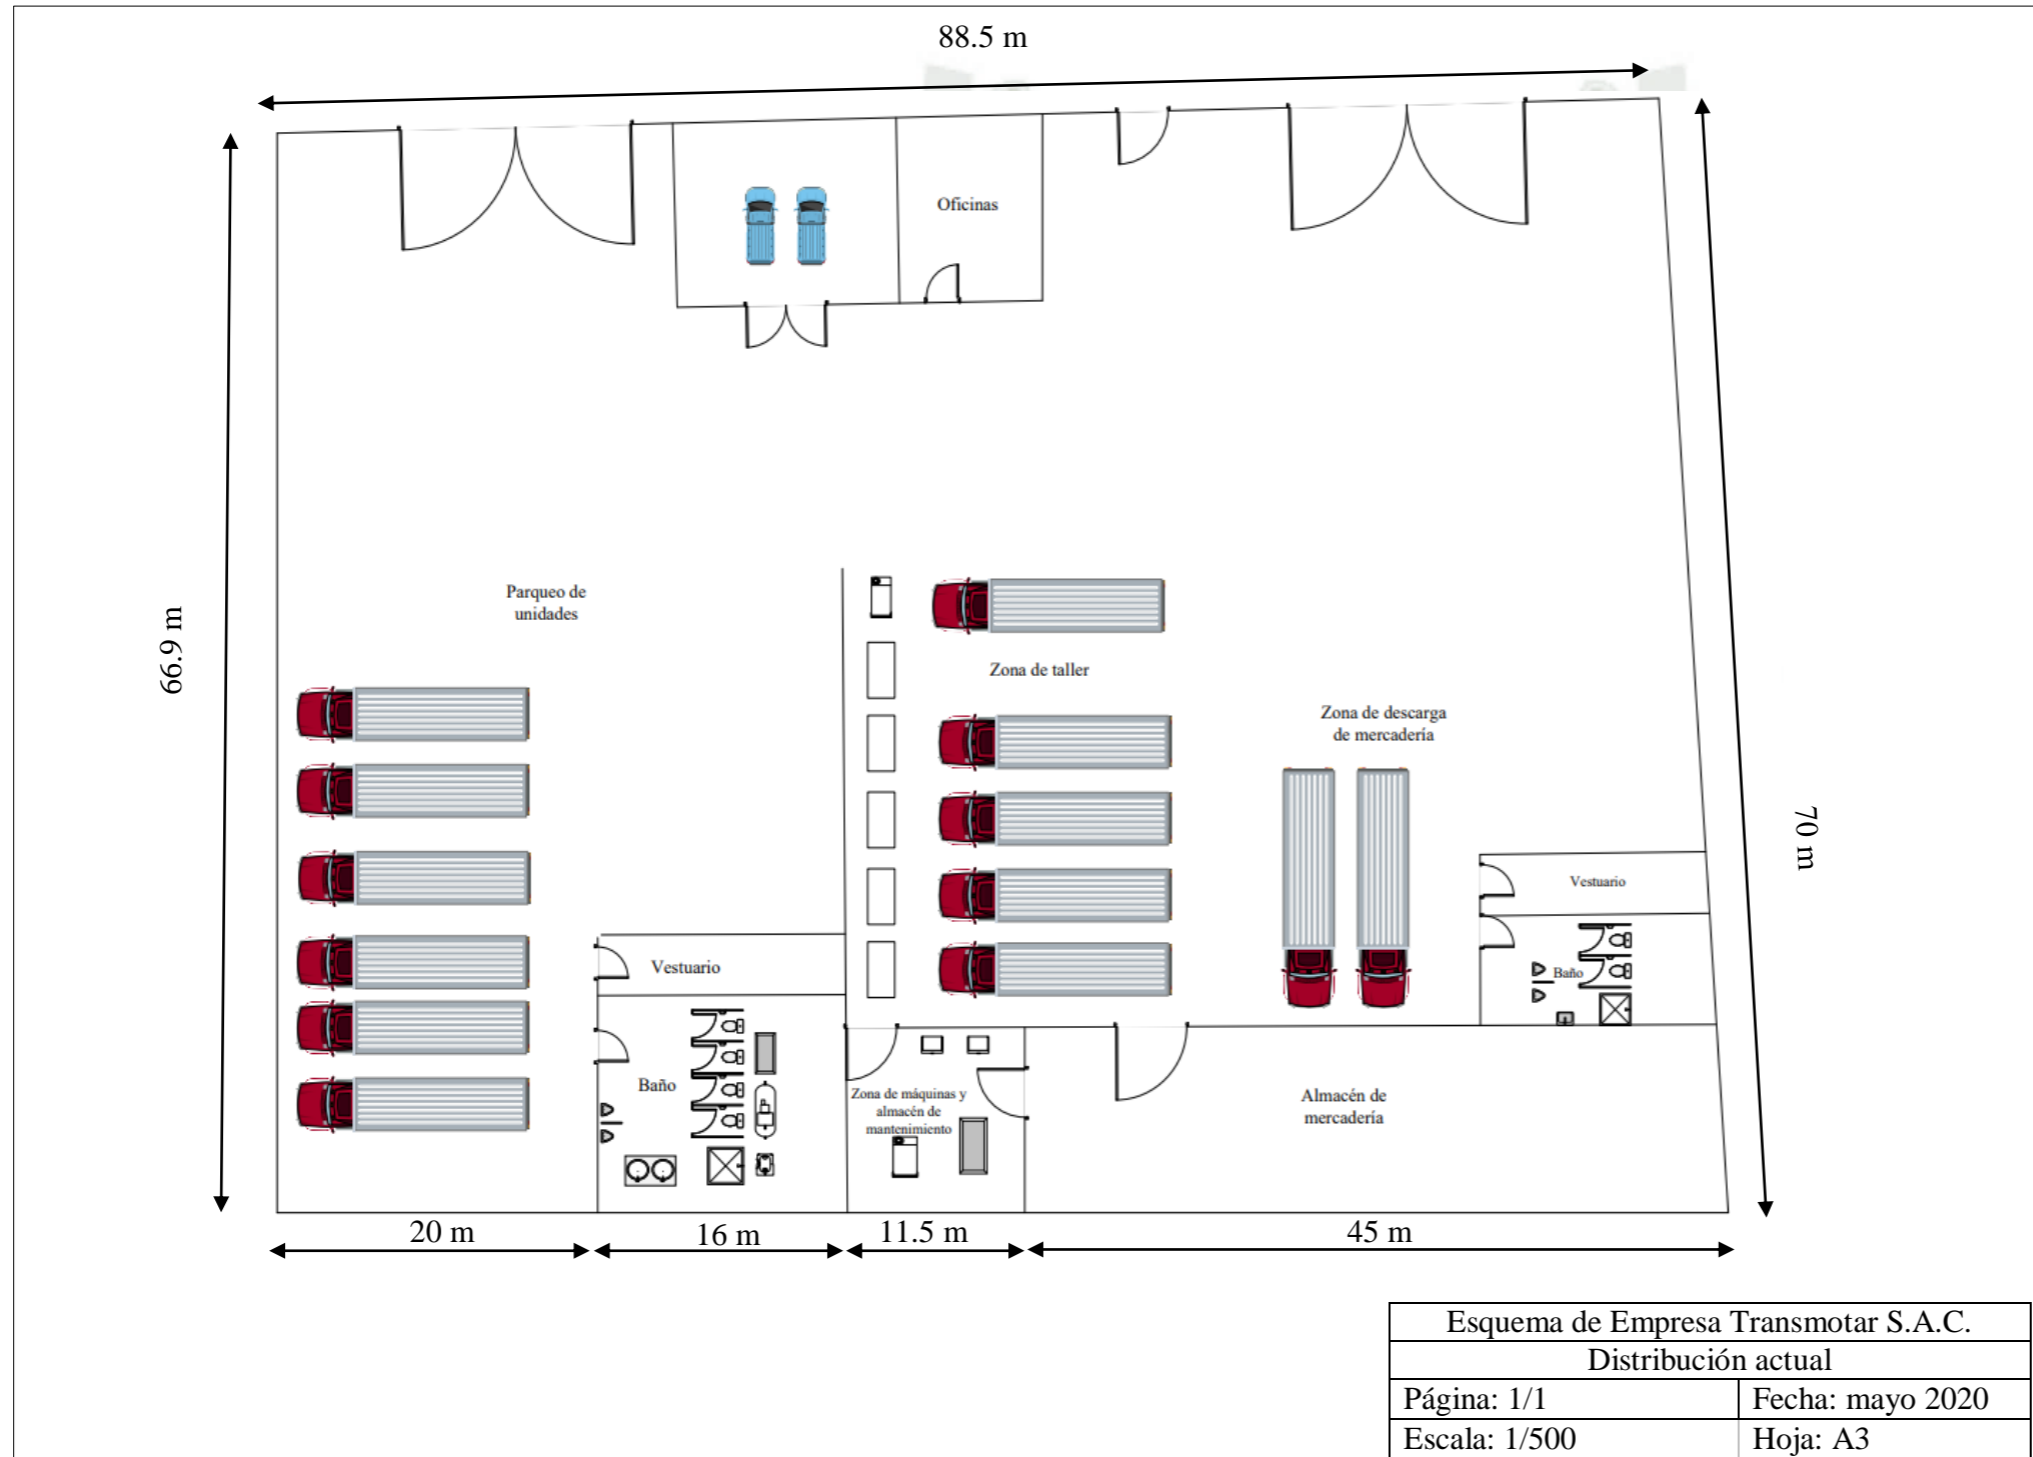 88.5 m
Oficinas
66.9 m
Parqueo de
unidades
Zona de taller
Zona de descarga
de mercadería
70 m
Vestuario
Baño
Vestuario
Baño
Zona de máquinas y
almacén de
mantenimiento
Almacén de
mercadería
20 m
16 m
11.5 m
45 m
Esquema de Empresa Transmotar S.A.C.
Distribución actual
Página: 1/1
Fecha: mayo 2020
Escala: 1/500
Hoja: A3